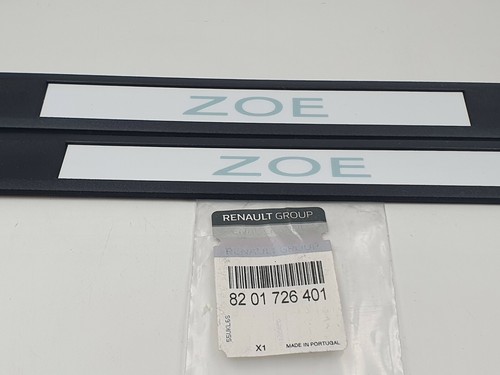 ZOE
ZOE
RENAULT GROUP
82 01 726 401
X1
MADE IN PORTUGAL